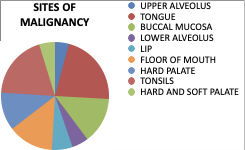 SITES OF
MALIGNANCY
UPPER ALVEOLUS
TONGUE
BUCCAL MUCOSA
LOWER ALVEOLUS
LIP
FLOOR OF MOUTH
HARD PALATE
TONSILS
HARD AND SOFT PALATE